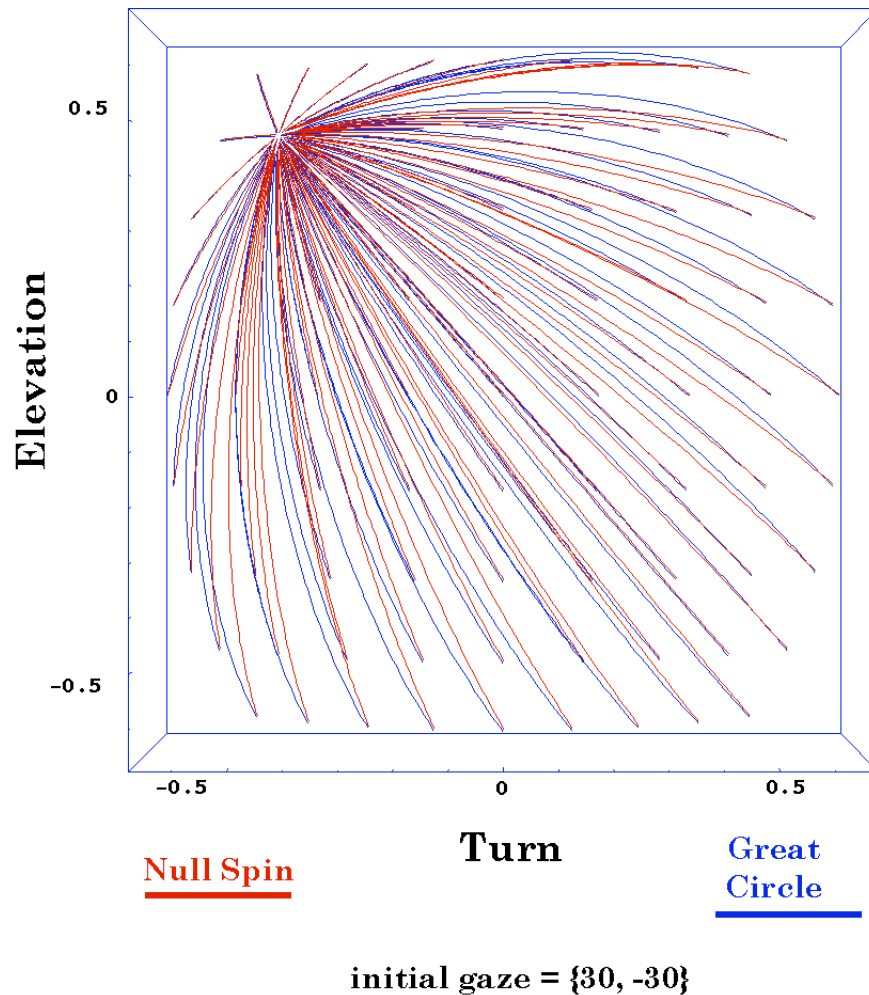 0.5
Elevation
0
-0.5
-0.5 0 0.5
Turn
Null Spin
Great
Circle
initial gaze = {30, -30}